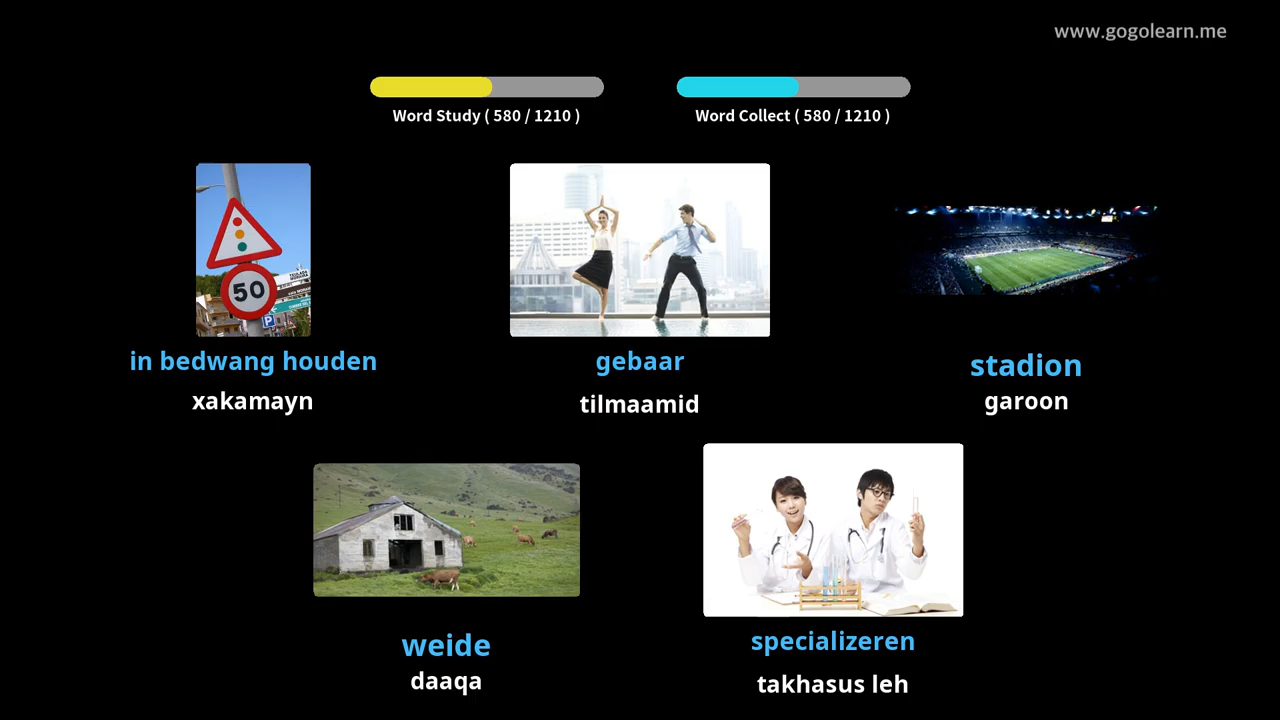 www.gogolearn.me
Word Study ( 580 / 1210 )
Word Collect ( 580 / 1210 )
50
P
in bedwang houden
xakamayn
gebaar
tilmaamid
stadion
garoon
weide
daaqa
specializeren
takhasus leh